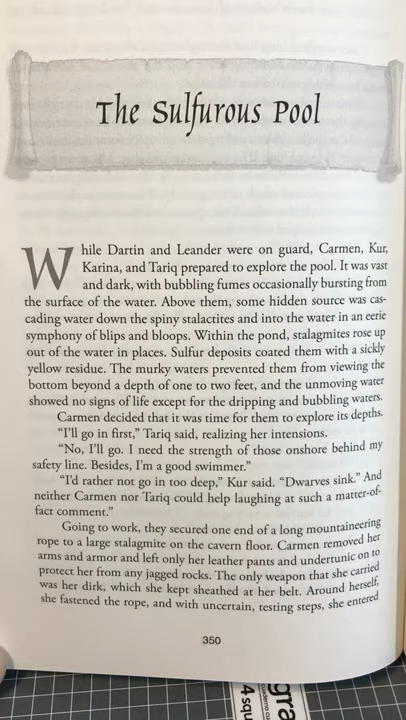 The Sulfurous Pool
While Dartin and Leander were on guard, Carmen, Kur,
Karina, and Tariq prepared to explore the pool. It was vast
and dark, with bubbling fumes occasionally bursting from
the surface of the water. Above them, some hidden source was cas-
cading water down the spiny stalactites and into the water in an eerie
symphony of blips and bloops. Within the pond, stalagmites rose up
out of the water in places. Sulfur deposits coated them with a sickly
yellow residue. The murky waters prevented them from viewing the
bottom beyond a depth of one to two feet, and the unmoving water
showed no signs of life except for the dripping and bubbling waters.
Carmen decided that it was time for them to explore its depths.
“I’ll go in first,” Tariq said, realizing her intensions.
“No, I’ll go. I need the strength of those onshore behind my
safety line. Besides, I’m a good swimmer.”
“I’d rather not go in too deep,” Kur said. “Dwarves sink.” And
neither Carmen nor Tariq could help laughing at such a matter-of-
fact comment.”
Going to work, they secured one end of a long mountaineering
rope to a large stalagmite on the cavern floor. Carmen removed her
arms and armor and left only her leather pants and undertunic on to
protect her from any jagged rocks. The only weapon that she carried
was her dirk, which she kept sheathed at her belt. Around herself,
she fastened the rope, and with uncertain, testing steps, she entered
350
4 squ
gra